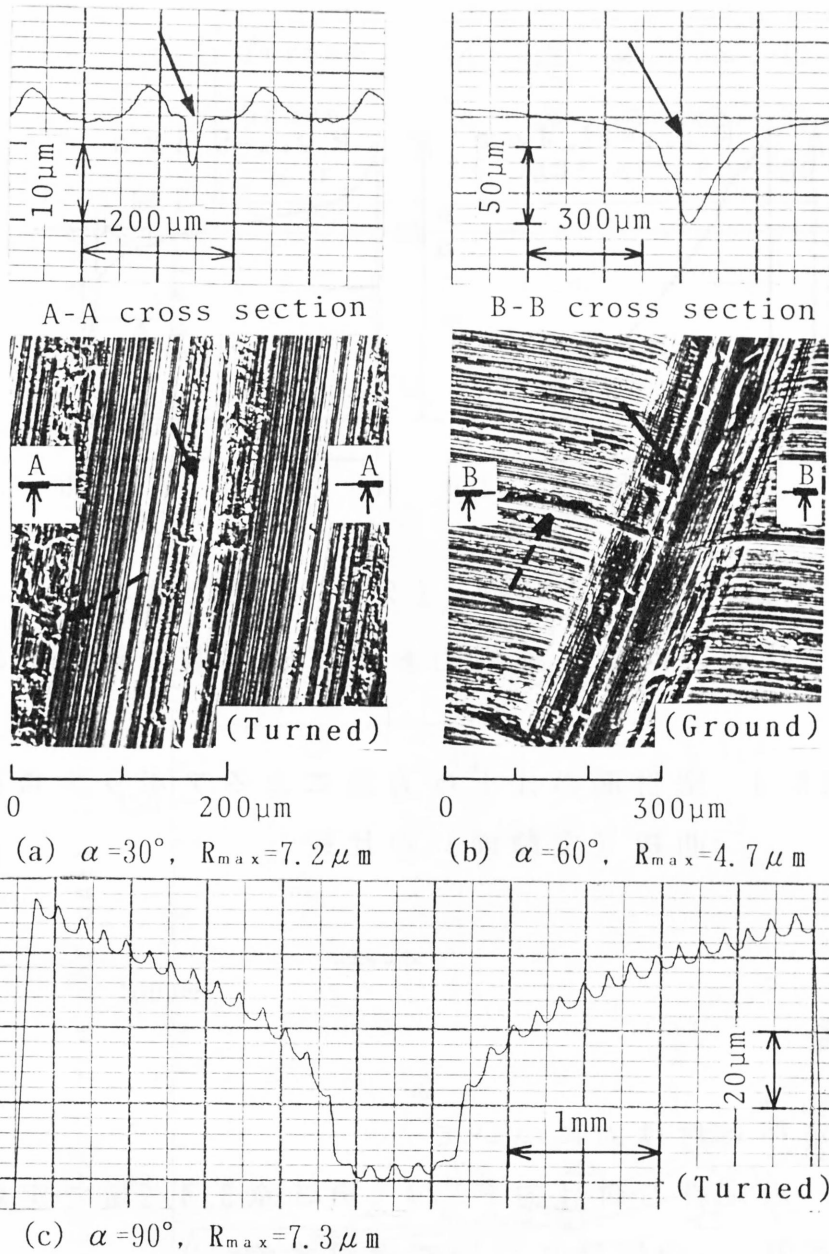 10μm
200μm
50μm
300μm
A-A cross section
B-B cross section
A
A
B
B
(Turned)
(Ground)
0
200μm
0
300μm
(a) α=30°, Rmax=7.2μm
(b) α=60°, Rmax=4.7μm
20μm
1mm
(Turned)
(c) α=90°, Rmax=7.3μm